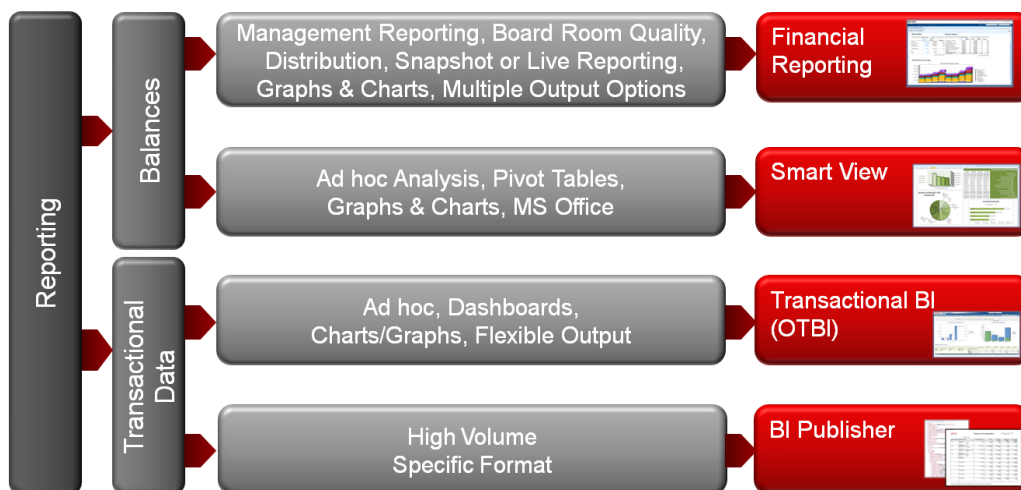 Reporting
Balances
Management Reporting, Board Room Quality,
Distribution, Snapshot or Live Reporting,
Graphs & Charts, Multiple Output Options
Financial
Reporting
Ad hoc Analysis, Pivot Tables,
Graphs & Charts, MS Office
Smart View
Transactional
Data
Ad hoc, Dashboards,
Charts/Graphs, Flexible Output
Transactional BI
(OTBI)
High Volume
Specific Format
BI Publisher